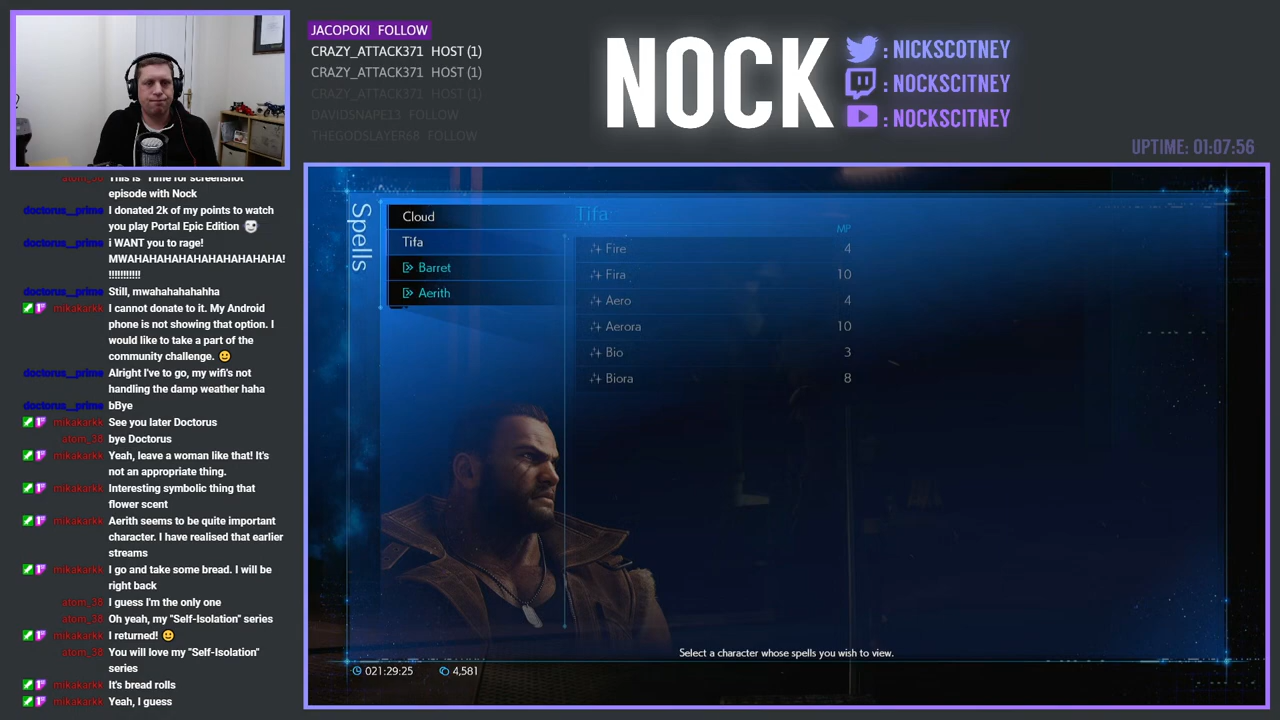 JACOPOKI FOLLOW
CRAZY_ATTACK371 HOST (1)
CRAZY_ATTACK371 HOST (1)
CRAZY_ATTACK371 HOST (1)
DAVIDSNAPE13 FOLLOW
THEGODSLAYER68 FOLLOW
NOCK
: NICKSCOTNEY
: NOCKSCITNEY
: NOCKSCITNEY
UPTIME: 01:07:56
atom_38 This is "Time for screenshot
episode with Nock
doctorus__prime I donated 2k of my points to watch
you play Portal Epic Edition
doctorus__prime i WANT you to rage!
MWAHAHAHAHAHAHAHAHAHA!
!!!!!!!!!!!
doctorus__prime Still, mwahahahahahha
mikakarkk I cannot donate to it. My Android
phone is not showing that option. I
would like to take a part of the
community challenge.
doctorus__prime Alright I've to go, my wifi's not
handling the damp weather haha
doctorus__prime bBye
mikakarkk See you later Doctorus
atom_38 bye Doctorus
mikakarkk Yeah, leave a woman like that! It's
not an appropriate thing.
mikakarkk Interesting symbolic thing that
flower scent
mikakarkk Aerith seems to be quite important
character. I have realised that earlier
streams
mikakarkk I go and take some bread. I will be
right back
atom_38 I guess I'm the only one
atom_38 Oh yeah, my "Self-Isolation" series
mikakarkk I returned!
atom_38 You will love my "Self-Isolation"
series
mikakarkk It's bread rolls
mikakarkk Yeah, I guess
Spells
Cloud
Tifa
Barret
Aerith
Tifa
MP
Fire 4
Fira 10
Aero 4
Aerora 10
Bio 3
Biora 8
Select a character whose spells you wish to view.
021:29:25 4,581